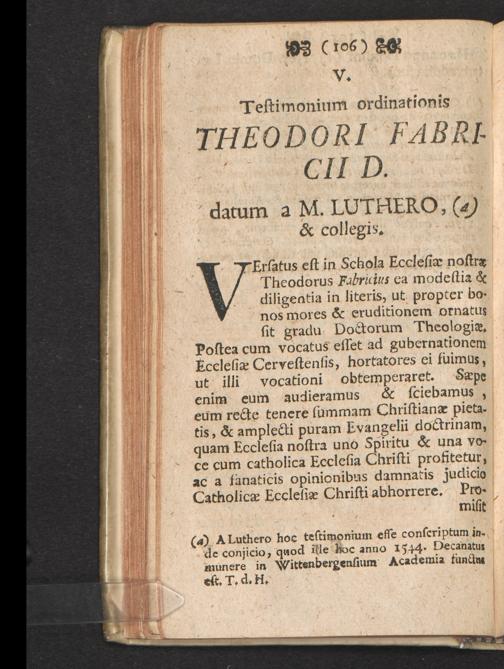 (106)
V.
Teſtimonium ordinationis
THEODORI FABRI-
CII D.
datum a M. LUTHERO, (a)
& collegis.
VErſatus eſt in Schola Eccleſiæ noſtræ
Theodorus Fabricius ea modeſtia &
diligentia in literis, ut propter bo-
nos mores & eruditionem ornatus
ſit gradu Doctorum Theologiæ.
Poſtea cum vocatus eſſet ad gubernationem
Eccleſiæ Cerveſtenſis, hortatores ei fuimus,
ut illi vocationi obtemperaret. Sæpe
enim eum audieramus & ſciebamus,
eum recte tenere ſummam Chriſtianæ pieta-
tis, & amplecti puram Evangelii doctrinam,
quam Eccleſia noſtra uno Spiritu & una vo-
ce cum catholica Eccleſia Chriſti profitetur,
ac a fanaticis opinionibus damnatis judicio
Catholicæ Eccleſiæ Chriſti abhorrere. Pro-
miſit
(a) A Luthero hoc teſtimonium eſſe conſcriptum in-
de conjicio, quod ille hoc anno 1544. Decanatus
munere in Wittenbergenſium Academia functus
eſt. T. d. H.